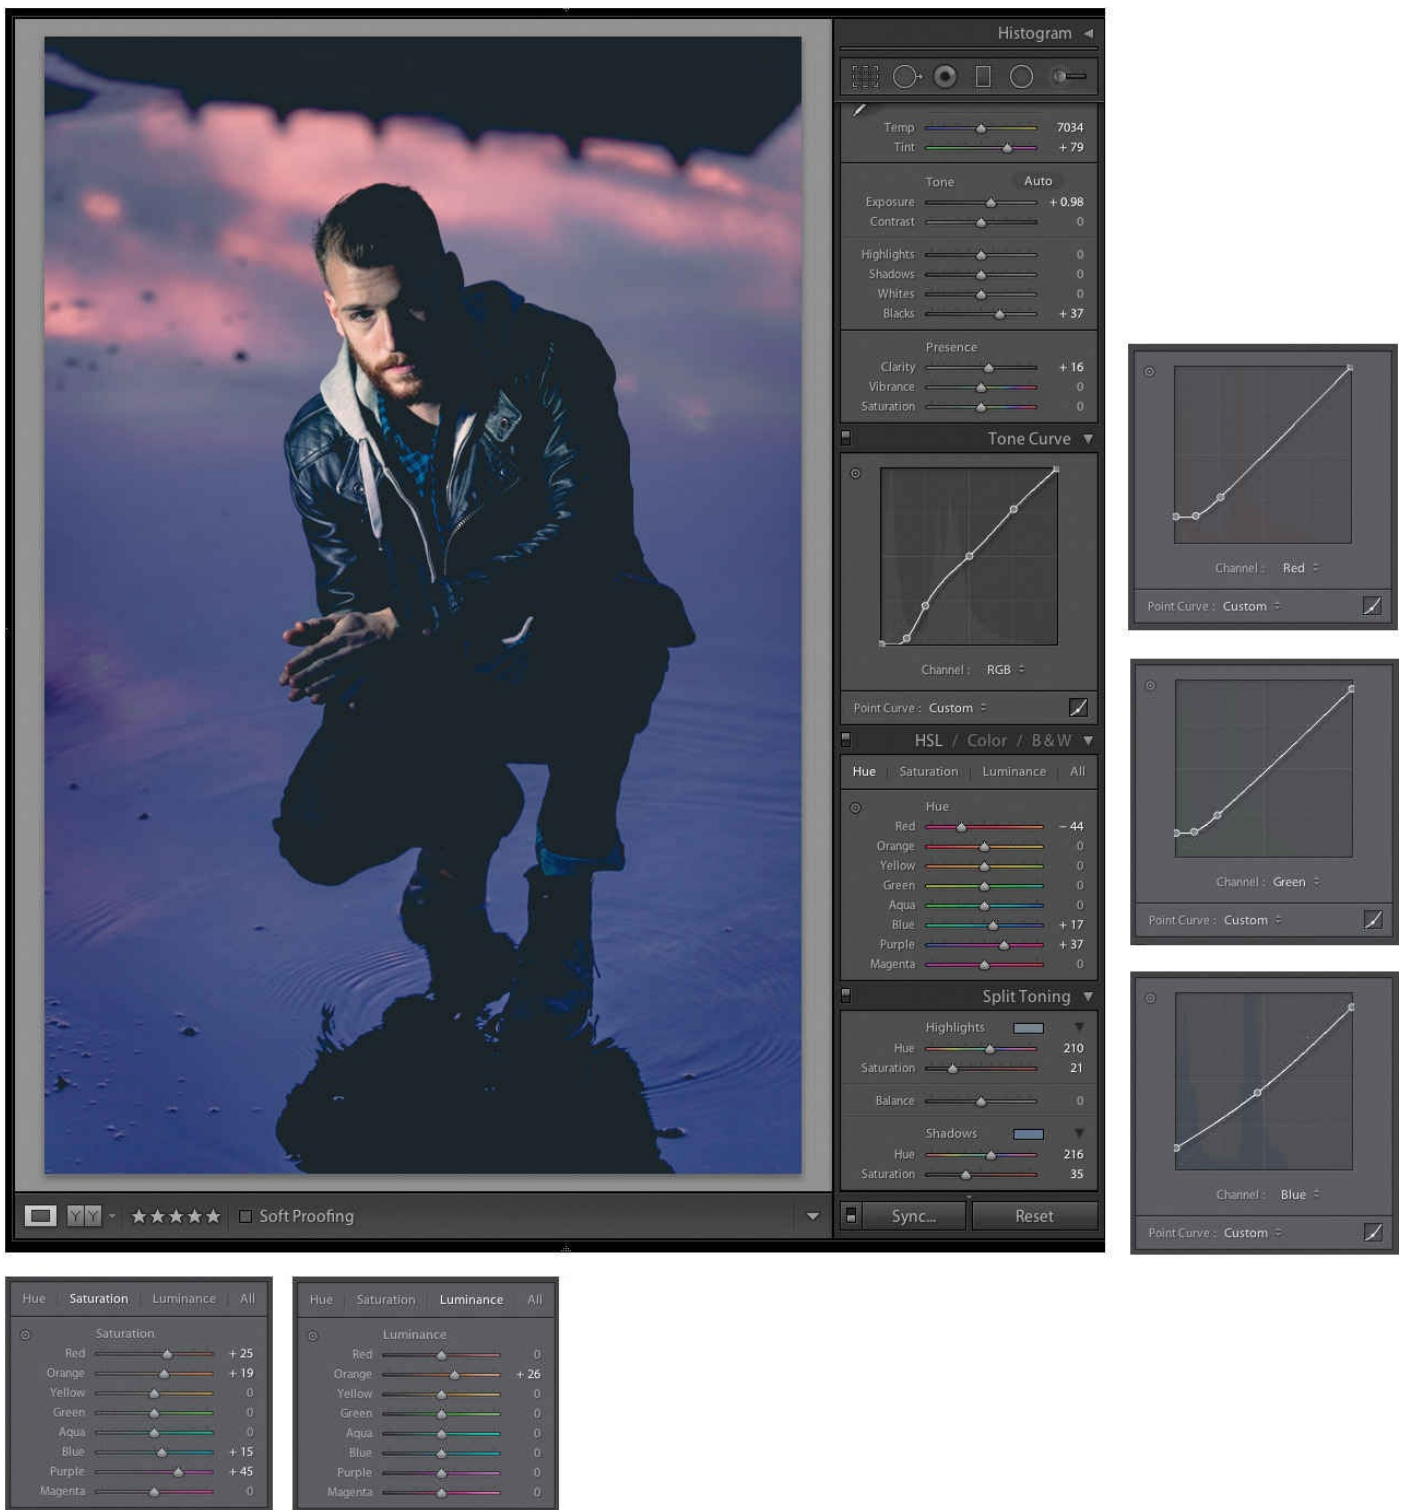 Histogram
Temp 7034
Tint + 79
Tone Auto
Exposure + 0.98
Contrast 0
Highlights 0
Shadows 0
Whites 0
Blacks + 37
Presence
Clarity + 16
Vibrance 0
Saturation 0
Tone Curve
Channel : RGB
Point Curve : Custom
HSL / Color / B & W
Hue Saturation Luminance All
Hue
Red - 44
Orange 0
Yellow 0
Green 0
Aqua 0
Blue + 17
Purple + 37
Magenta 0
Split Toning
Highlights
Hue 210
Saturation 21
Balance 0
Shadows
Hue 216
Saturation 35
Sync... Reset
YY Soft Proofing
Channel : Red
Point Curve : Custom
Channel : Green
Point Curve : Custom
Channel : Blue
Point Curve : Custom
Hue Saturation Luminance All
Saturation
Red + 25
Orange + 19
Yellow 0
Green 0
Aqua 0
Blue + 15
Purple + 45
Magenta 0
Hue Saturation Luminance All
Luminance
Red 0
Orange + 26
Yellow 0
Green 0
Aqua 0
Blue 0
Purple 0
Magenta 0